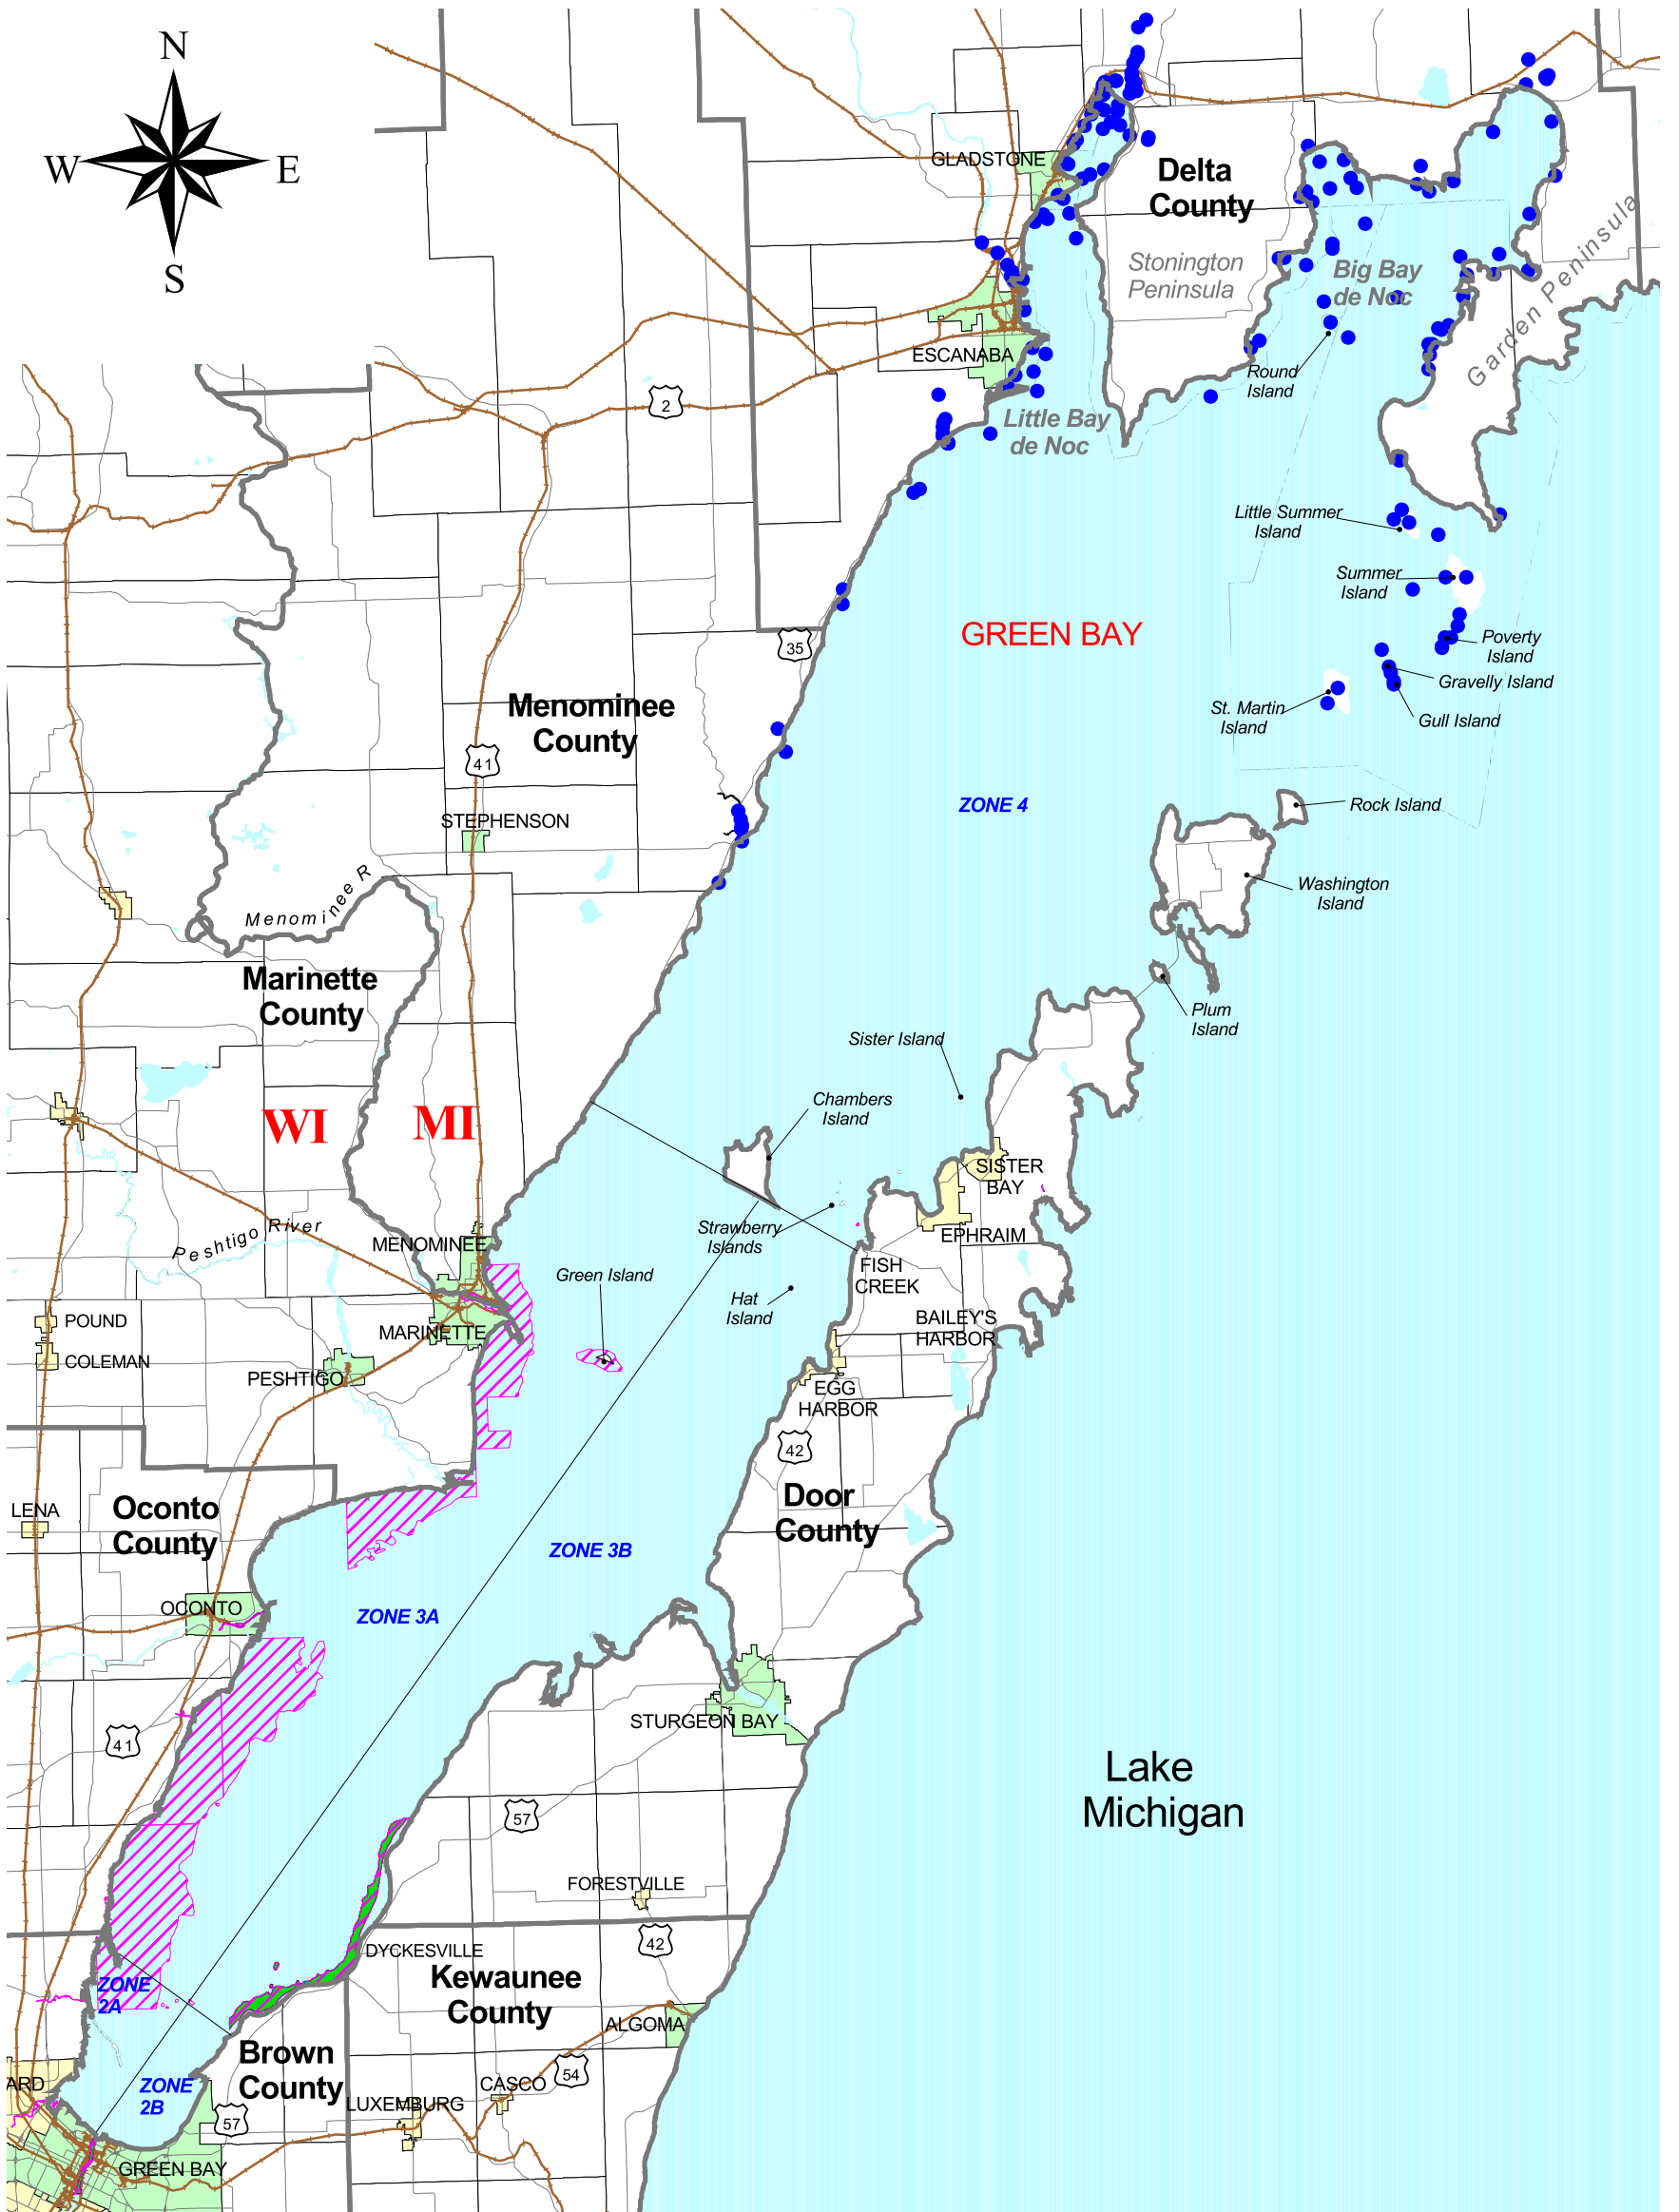 N
W
E
S
GLADSTONE
Delta
County
Stonington
Peninsula
Big Bay
de Noc
Garden Peninsula
ESCANABA
Round
Island
2
Little Bay
de Noc
Little Summer
Island
Summer
Island
GREEN BAY
35
Poverty
Island
Gravelly Island
Menominee
County
St. Martin
Island
Gull Island
41
ZONE 4
Rock Island
STEPHENSON
Washington
Island
Menominee R
Marinette
County
Plum
Island
Sister Island
Chambers
Island
WI
MI
SISTER
BAY
Strawberry
Islands
Peshtigo River
MENOMINEE
EPHRAIM
FISH
CREEK
Green Island
Hat
Island
POUND
MARINETTE
BAILEY'S
HARBOR
COLEMAN
PESHTIGO
EGG
HARBOR
42
Door
County
LENA
Oconto
County
ZONE 3B
OCONTO
ZONE 3A
STURGEON BAY
41
Lake
Michigan
57
FORESTVILLE
42
DYCKESVILLE
Kewaunee
County
ZONE
2A
ALGOMA
Brown
County
54
ARD
ZONE
2B
CASCO
LUXEMBURG
57
GREEN BAY